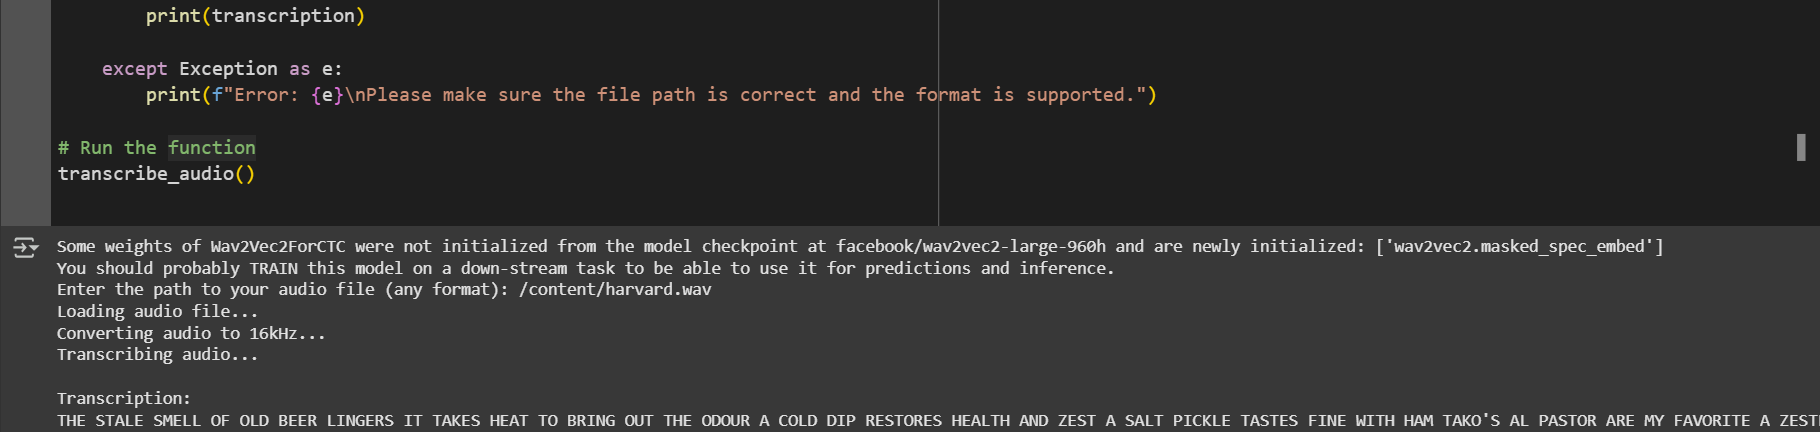 print(transcription)
except Exception as e:
print(f"Error: {e}\nPlease make sure the file path is correct and the format is supported.")
# Run the function
transcribe_audio()
Some weights of Wav2Vec2ForCTC were not initialized from the model checkpoint at facebook/wav2vec2-large-960h and are newly initialized: ['wav2vec2.masked_spec_embed']
You should probably TRAIN this model on a down-stream task to be able to use it for predictions and inference.
Enter the path to your audio file (any format): /content/harvard.wav
Loading audio file...
Converting audio to 16kHz...
Transcribing audio...
Transcription:
THE STALE SMELL OF OLD BEER LINGERS IT TAKES HEAT TO BRING OUT THE ODOUR A COLD DIP RESTORES HEALTH AND ZEST A SALT PICKLE TASTES FINE WITH HAM TAKO'S AL PASTOR ARE MY FAVORITE A